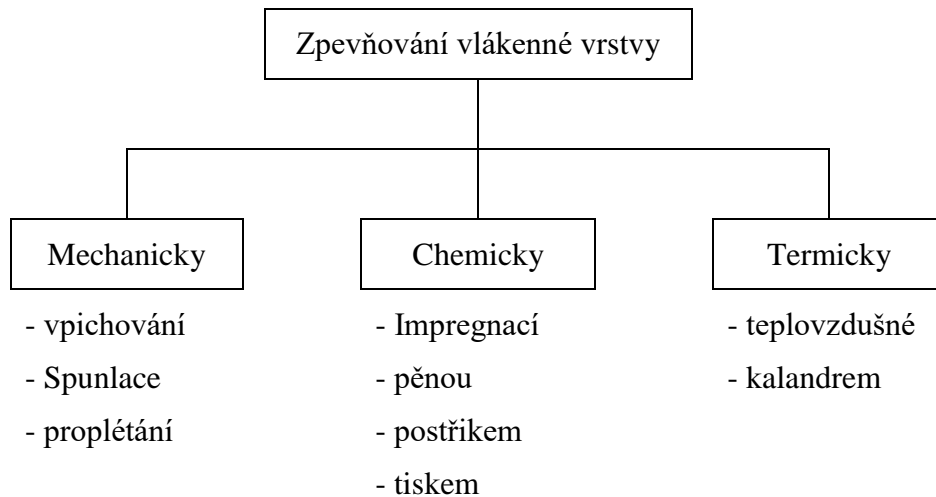 Zpevňování vlákenné vrstvy
Mechanicky
- vpichování
- Spunlace
- proplétání
Chemicky
- Impregnací
- pěnou
- postřikem
- tiskem
Termicky
- teplovzdušné
- kalandrem